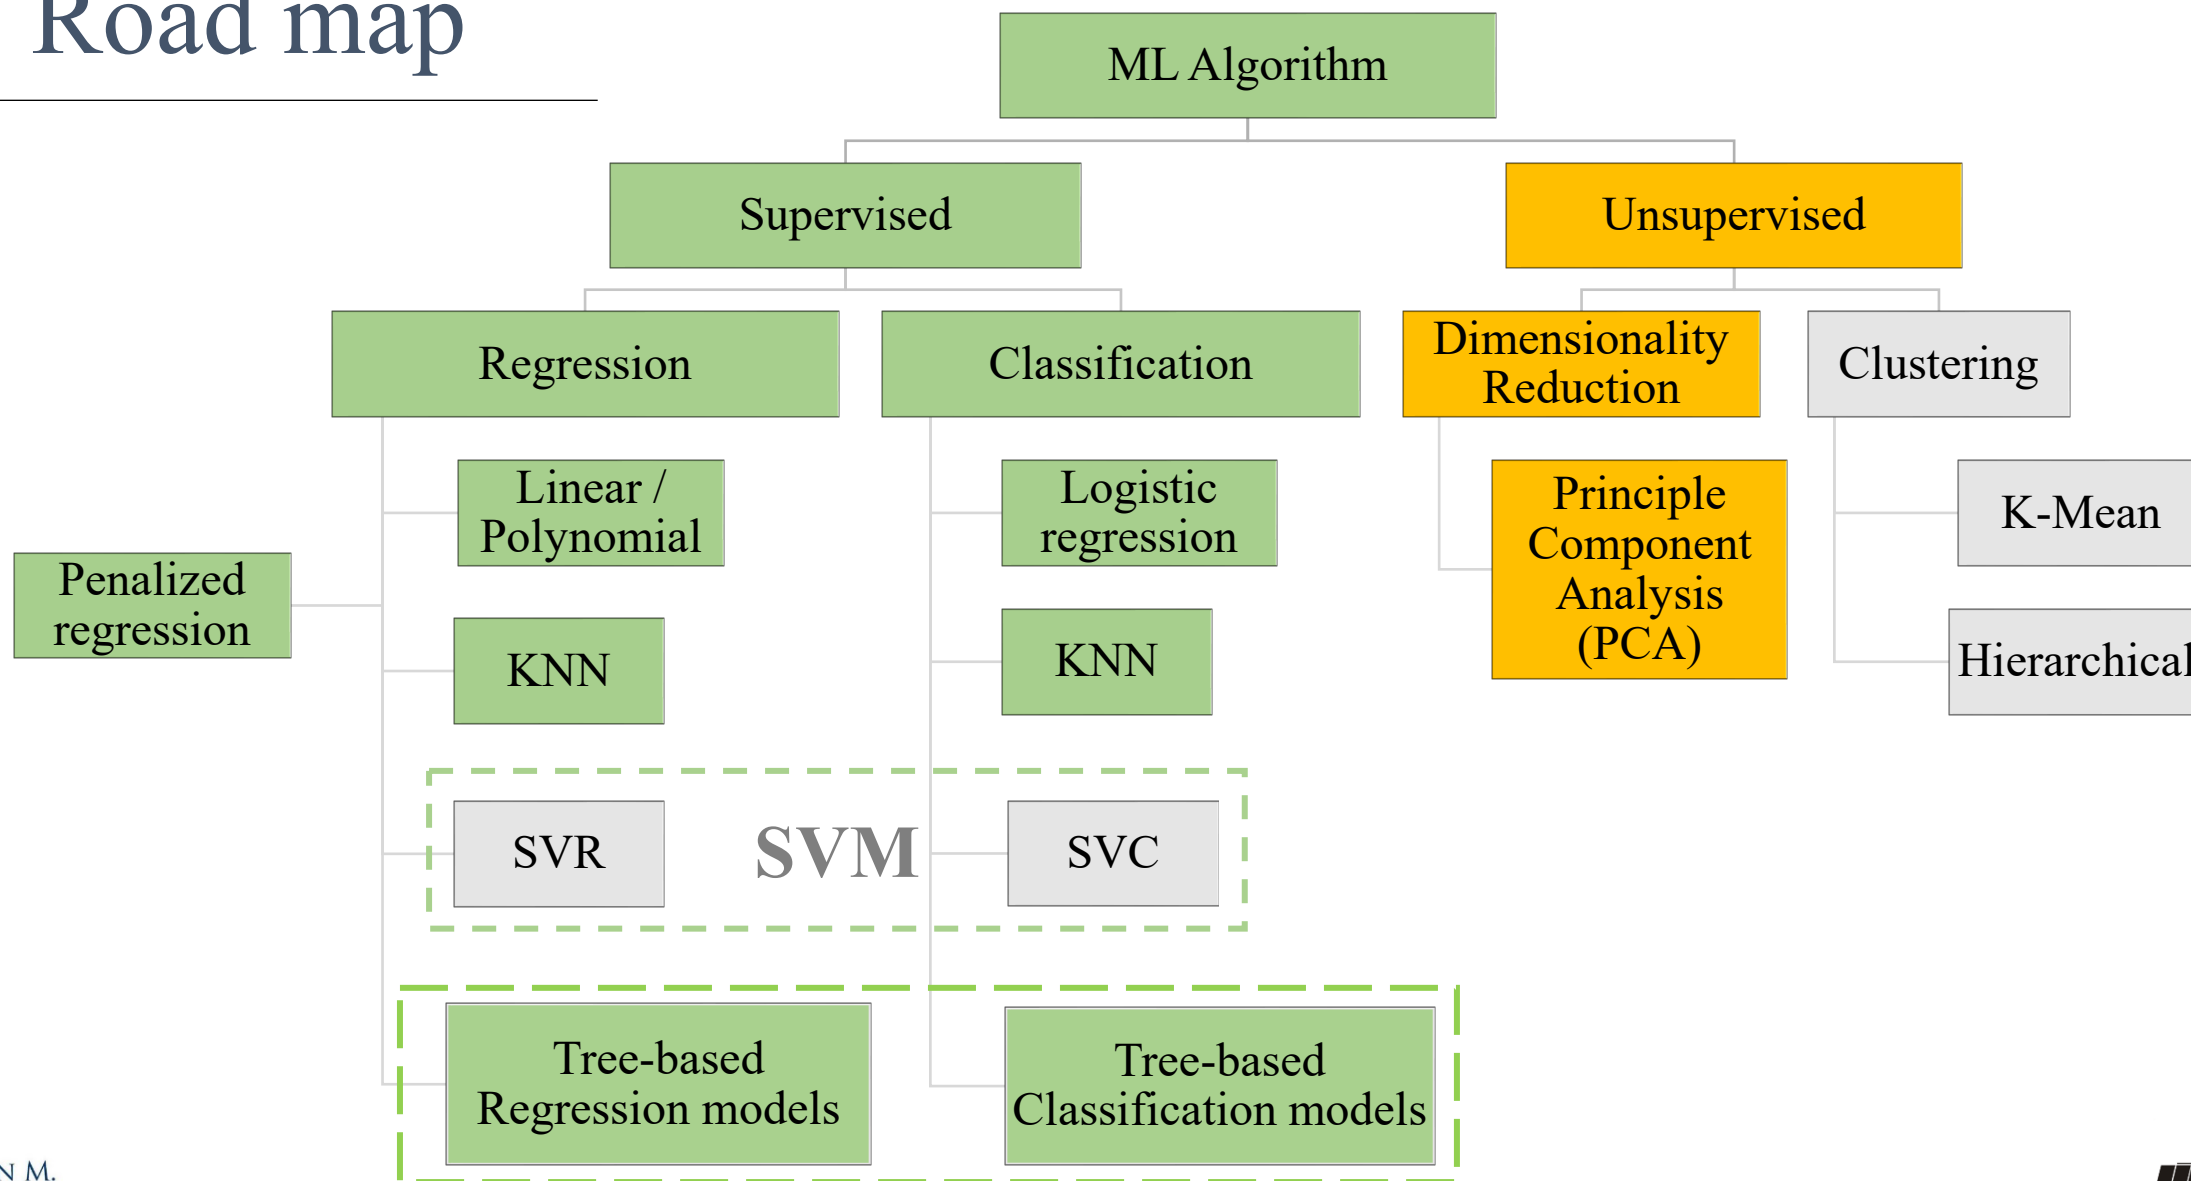 Road map
ML Algorithm
Supervised
Unsupervised
Regression
Classification
Dimensionality
Reduction
Clustering
Linear /
Polynomial
Logistic
regression
Principle
Component
Analysis
(PCA)
K-Mean
Penalized
regression
KNN
KNN
Hierarchical
SVR
SVM
SVC
Tree-based
Regression models
Tree-based
Classification models
N M.